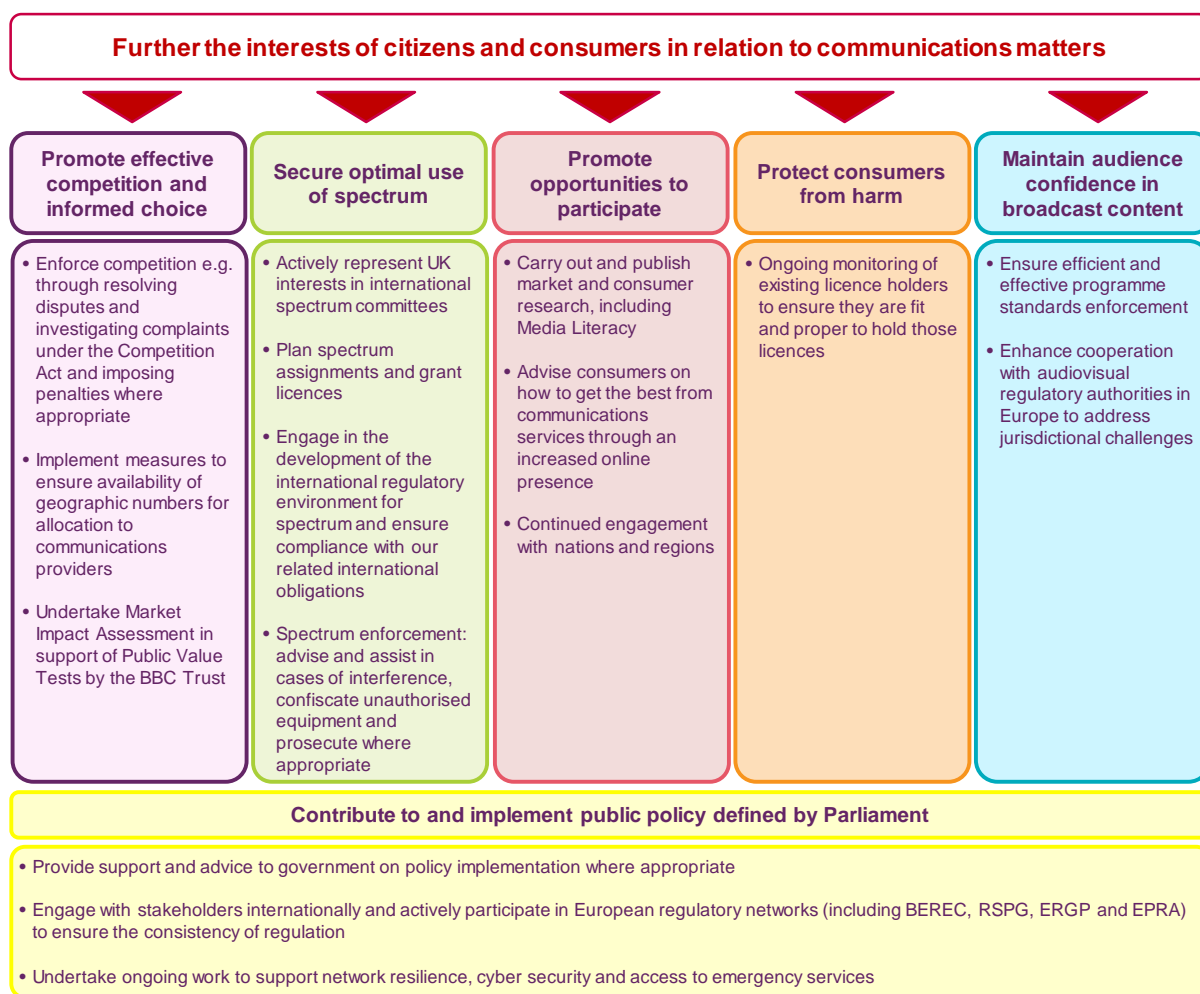 Further the interests of citizens and consumers in relation to communications matters
Promote effective
competition and
informed choice
• Enforce competition e.g.
through resolving
disputes and
investigating complaints
under the Competition
Act and imposing
penalties where
appropriate
• Implement measures to
ensure availability of
geographic numbers for
allocation to
communications
providers
• Undertake Market
Impact Assessment in
support of Public Value
Tests by the BBC Trust
Secure optimal use
of spectrum
• Actively represent UK
interests in international
spectrum committees
• Plan spectrum
assignments and grant
licences
• Engage in the
development of the
international regulatory
environment for
spectrum and ensure
compliance with our
related international
obligations
• Spectrum enforcement:
advise and assist in
cases of interference,
confiscate unauthorised
equipment and
prosecute where
appropriate
Promote
opportunities to
participate
• Carry out and publish
market and consumer
research, including
Media Literacy
• Advise consumers on
how to get the best from
communications
services through an
increased online
presence
• Continued engagement
with nations and regions
Protect consumers
from harm
• Ongoing monitoring of
existing licence holders
to ensure they are fit
and proper to hold those
licences
Maintain audience
confidence in
broadcast content
• Ensure efficient and
effective programme
standards enforcement
• Enhance cooperation
with audiovisual
regulatory authorities in
Europe to address
jurisdictional challenges
Contribute to and implement public policy defined by Parliament
• Provide support and advice to government on policy implementation where appropriate
• Engage with stakeholders internationally and actively participate in European regulatory networks (including BEREC, RSPG, ERGP and EPRA)
to ensure the consistency of regulation
• Undertake ongoing work to support network resilience, cyber security and access to emergency services